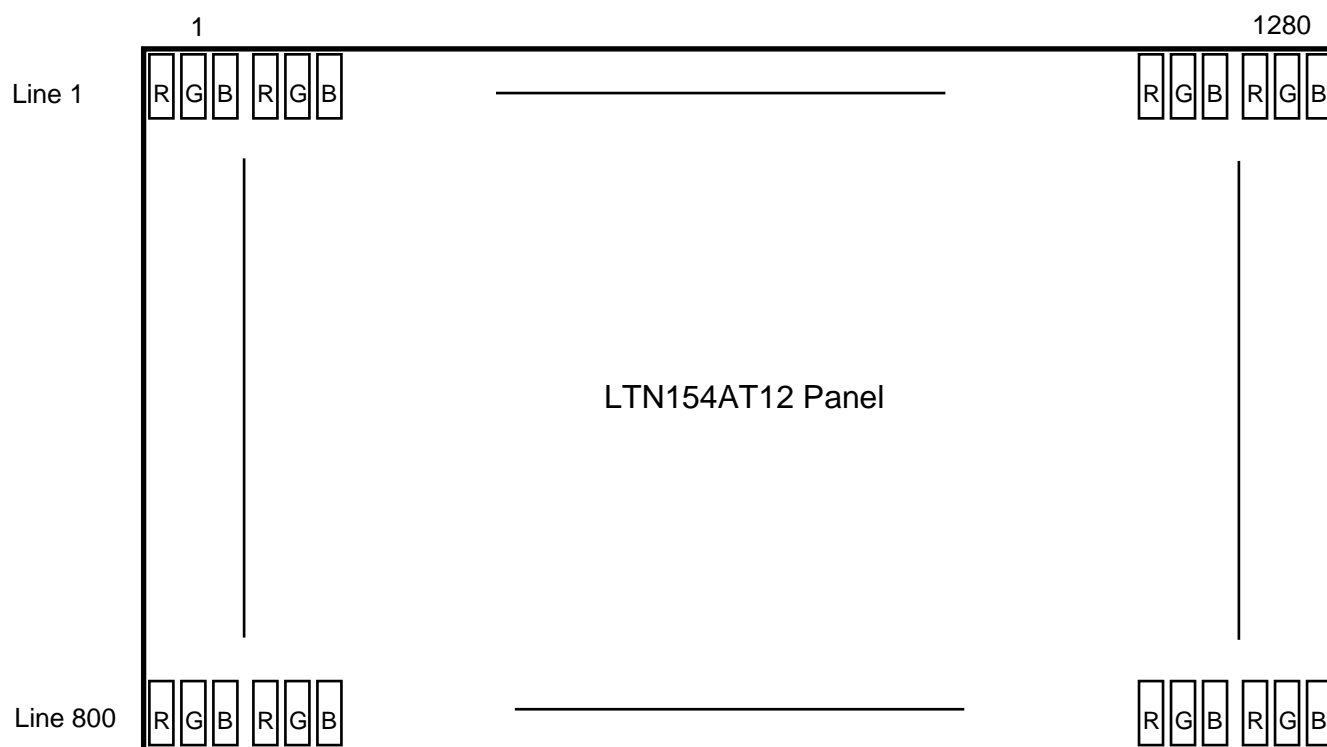 1 1280
Line 1 R G B R G B R G B R G B
LTN154AT12 Panel
Line 800 R G B R G B R G B R G B